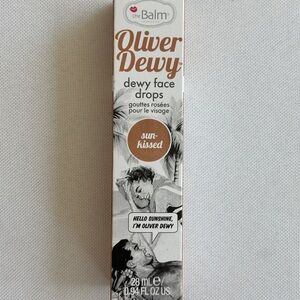 theBalm
Oliver
Dewy
dewy face
drops
gouttes rosées
pour le visage
sun-
kissed
HELLO SUNSHINE,
I'M OLIVER DEWY
28 mL ℮
0.94 FL OZ US